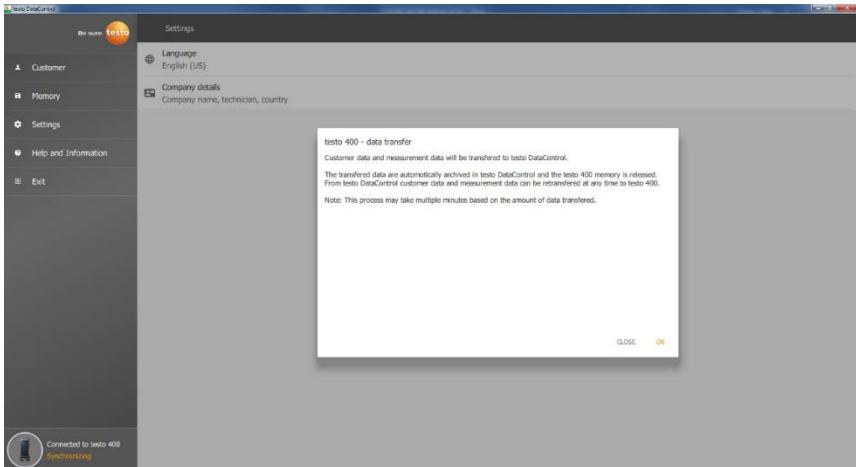 testo DataControl
Be sure. testo
Settings
Customer
Memory
Settings
Help and Information
Exit
Language
English (US)
Company details
Company name, technician, country
testo 400 - data transfer
Customer data and measurement data will be transfered to testo DataControl.
The transfered data are automotically archived in testo DataControl and the testo 400 memory is released.
From testo DataControl customer data and measurement data can be retransfered at any time to testo 400.
Note: This process may take multiple minutes based on the amount of data transfered.
CLOSE OK
Connected to testo 400
Synchronizing